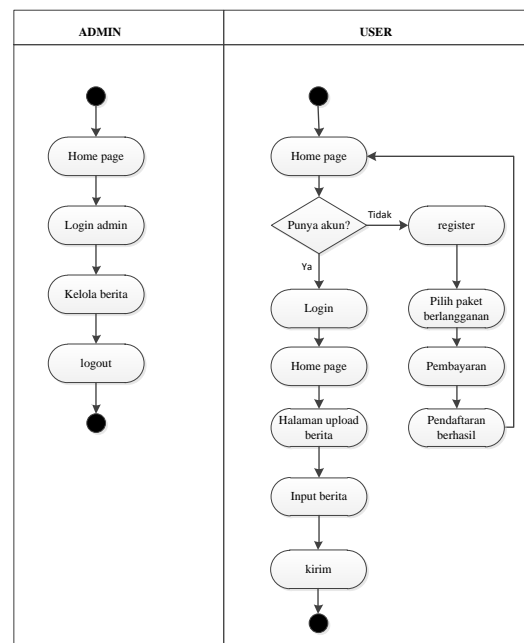 ADMIN
USER
Home page
Login admin
Kelola berita
logout
Home page
Punya akun?
Tidak
Ya
register
Login
Pilih paket
berlangganan
Home page
Pembayaran
Halaman upload
berita
Pendaftaran
berhasil
Input berita
kirim